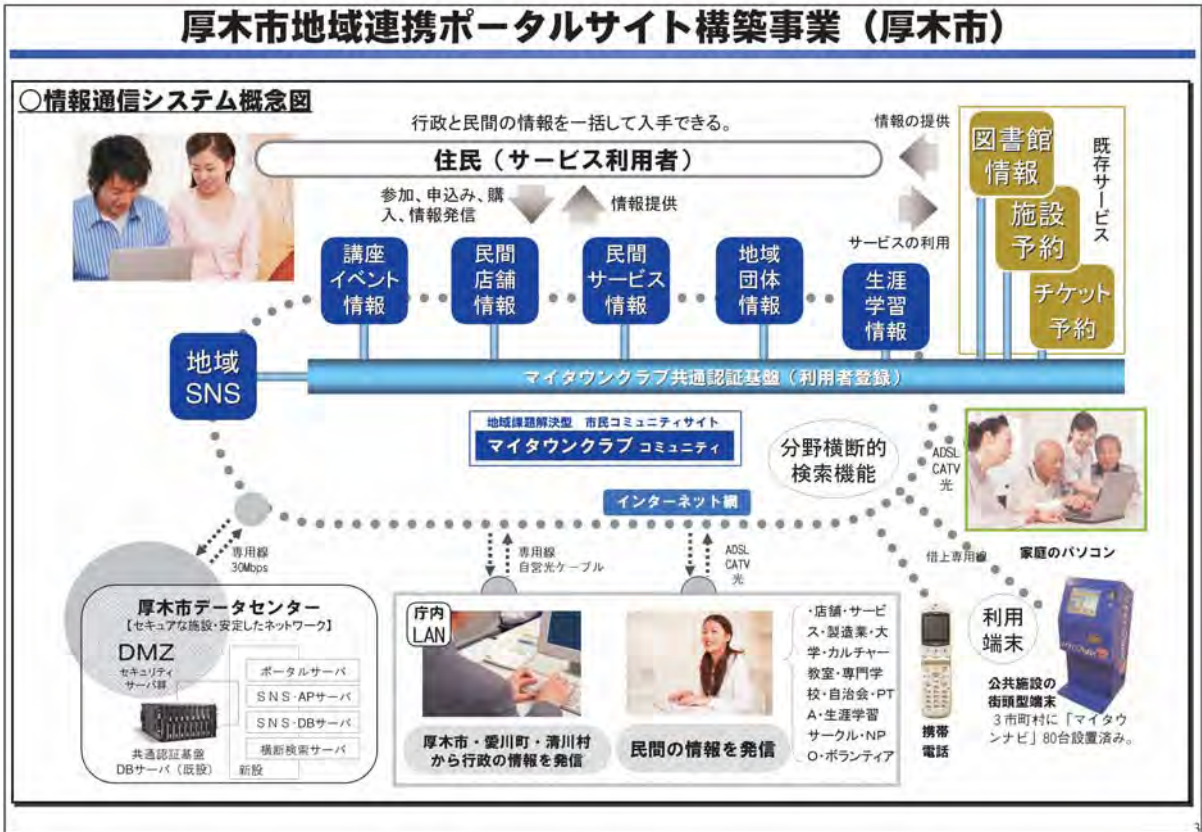 厚木市地域連携ポータルサイト構築事業（厚木市）
○情報通信システム概念図
行政と民間の情報を一括して入手できる。
住民（サービス利用者）
参加、申込み、購
入、情報発信
情報提供
情報の提供
サービスの利用
図書館
情報
施設
予約
チケット
予約
既存サービス
講座
イベント
情報
民間
店舗
情報
民間
サービス
情報
地域
団体
情報
生涯
学習
情報
地域
SNS
マイタウンクラブ共通認証基盤（利用者登録）
地域課題解決型　市民コミュニティサイト
マイタウンクラブ コミュニティ
分野横断的
検索機能
ADSL
CATV
光
インターネット網
専用線
30Mbps
専用線
自営光ケーブル
ADSL
CATV
光
借上専用線
家庭のパソコン
厚木市データセンター
【セキュアな施設・安定したネットワーク】
DMZ
セキュリティ
サーバ群
共通認証基盤
DBサーバ（既設）
ポータルサーバ
ＳＮＳ・APサーバ
ＳＮＳ・DBサーバ
横断検索サーバ
新設
庁内
LAN
厚木市・愛川町・清川村
から行政の情報を発信
民間の情報を発信
・店舗・サービ
ス・製造業・大
学・カルチャー
教室・専門学
校・自治会・PT
A・生涯学習
サークル・NP
O・ボランティア
携帯
電話
利用
端末
公共施設の
街頭型端末
３市町村に「マイタウ
ンナビ」80台設置済み。
3